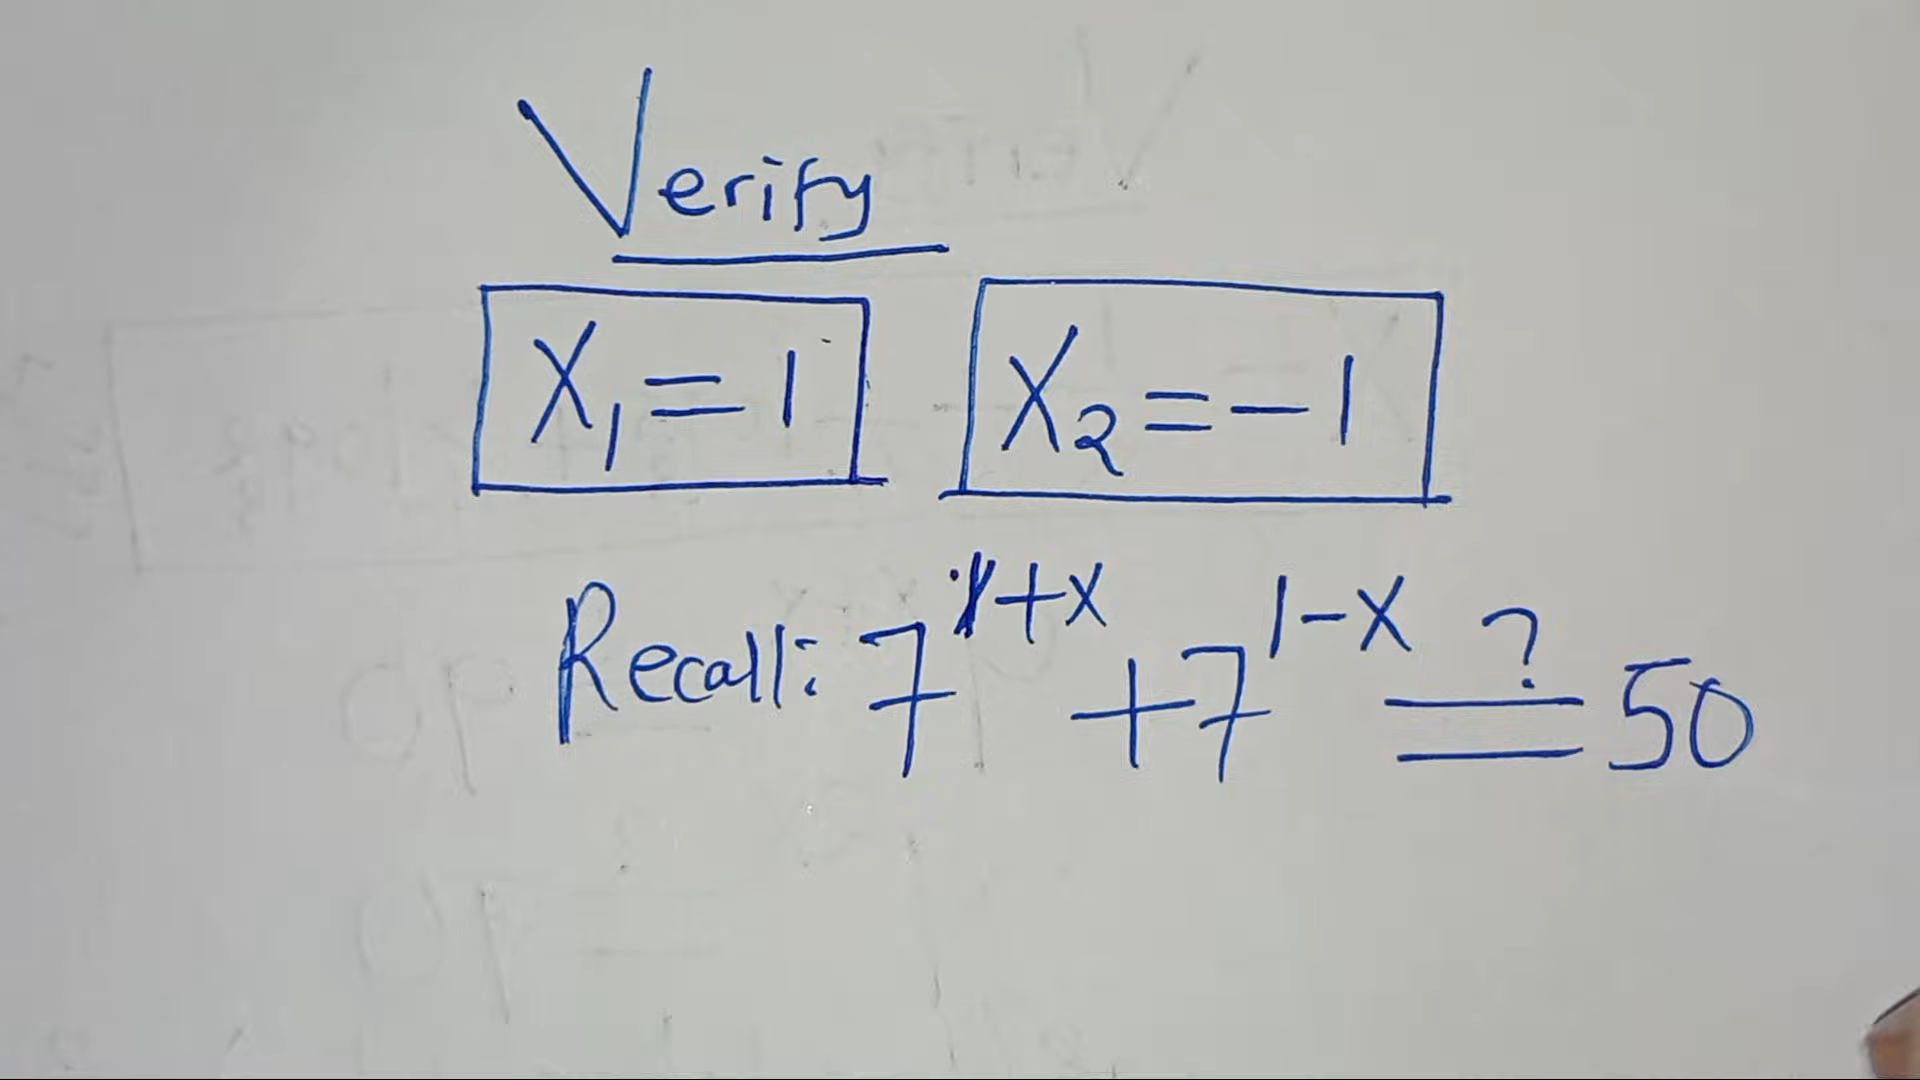 Verify
X₁ = 1 X₂ = -1
Recall: 7^{1+x} + 7^{1-x} =? 50